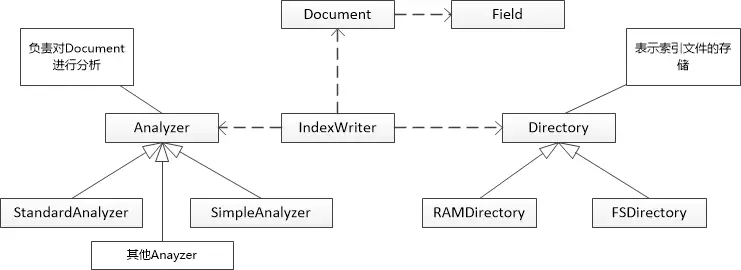 Document
Field
负责对Document
进行分析
表示索引文件的存
储
Analyzer
IndexWriter
Directory
StandardAnalyzer
SimpleAnalyzer
RAMDirectory
FSDirectory
其他Anayzer